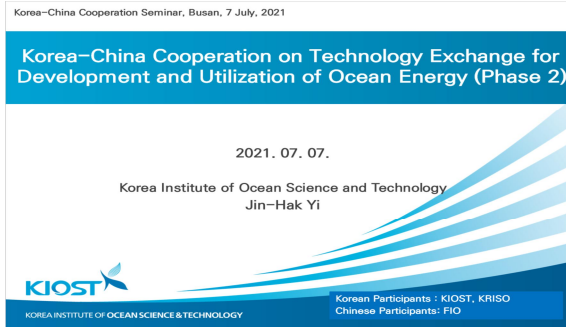 Korea-China Cooperation Seminar, Busan, 7 July, 2021
Korea-China Cooperation on Technology Exchange for
Development and Utilization of Ocean Energy (Phase 2)
2021. 07. 07.
Korea Institute of Ocean Science and Technology
Jin-Hak Yi
KIOST
KOREA INSTITUTE OF OCEAN SCIENCE & TECHNOLOGY
Korean Participants : KIOST, KRISO
Chinese Participants: FIO